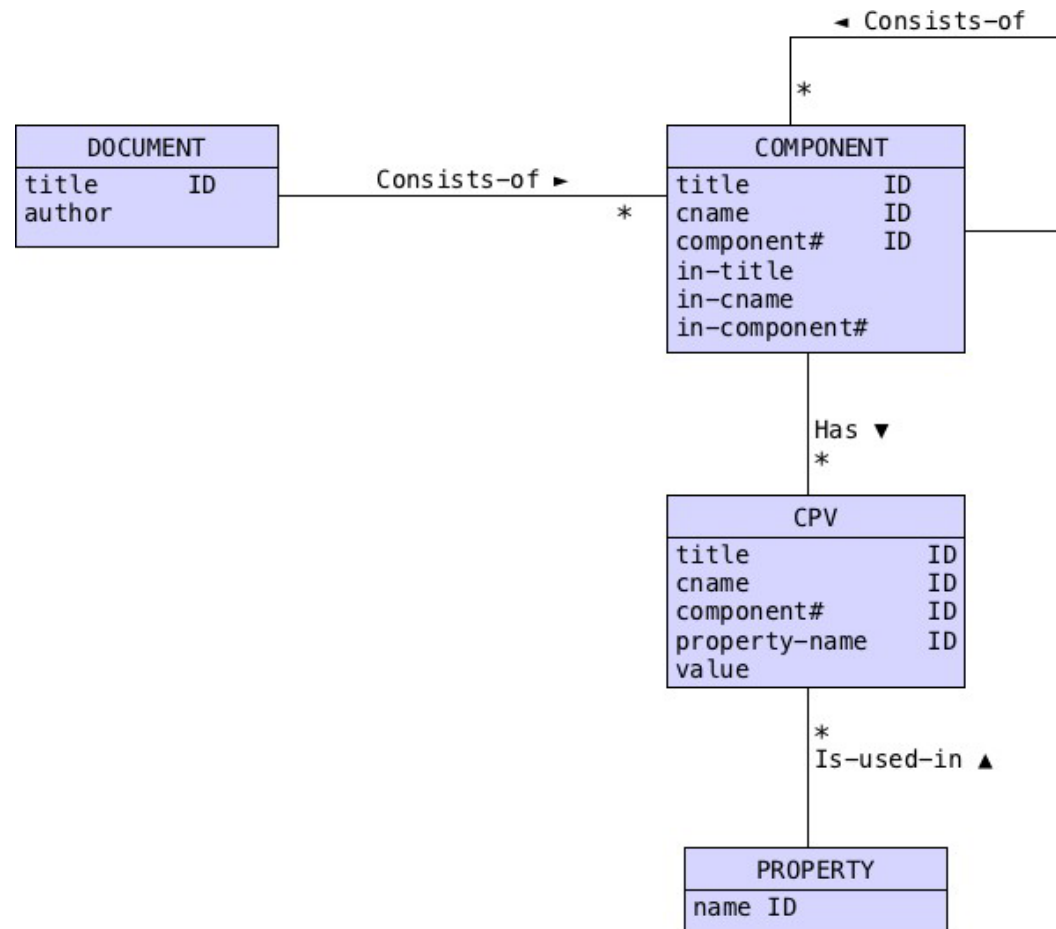 ◄ Consists-of
*
DOCUMENT
title ID
author
Consists-of ►
*
COMPONENT
title ID
cname ID
component# ID
in-title
in-cname
in-component#
Has ▼
*
CPV
title ID
cname ID
component# ID
property-name ID
value
*
Is-used-in ▲
PROPERTY
name ID